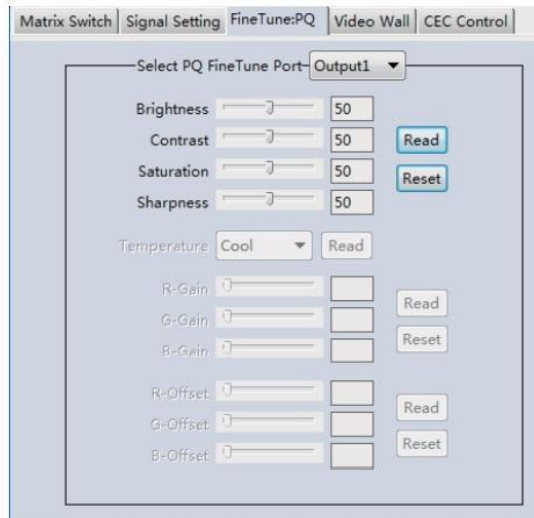 Matrix Switch Signal Setting FineTune:PQ Video Wall CEC Control
Select PQ FineTune Port Output1
Brightness 50
Contrast 50 Read
Saturation 50 Reset
Sharpness 50
Temperature Cool Read
R-Gain
G-Gain Read
B-Gain Reset
R-Offset
G-Offset Read
B-Offset Reset